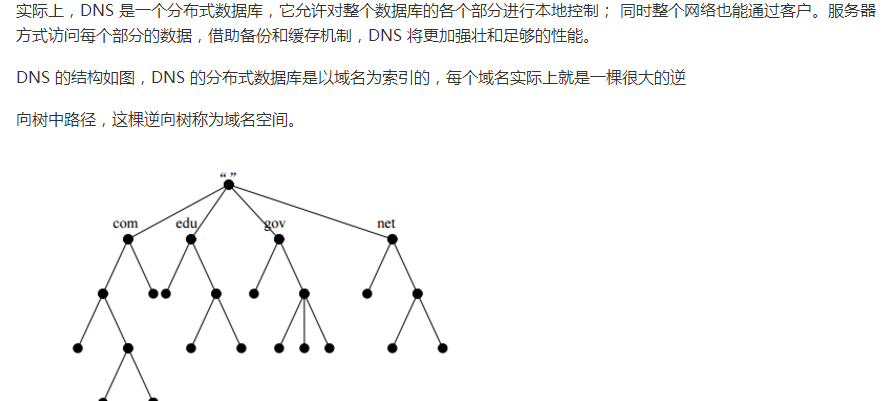 实际上，DNS 是一个分布式数据库，它允许对整个数据库的各个部分进行本地控制； 同时整个网络也能通过客户。服务器
方式访问每个部分的数据，借助备份和缓存机制，DNS 将更加强壮和足够的性能。
DNS 的结构如图，DNS 的分布式数据库是以域名为索引的，每个域名实际上就是一棵很大的逆
向树中路径，这棵逆向树称为域名空间。
“ ”
com edu gov net